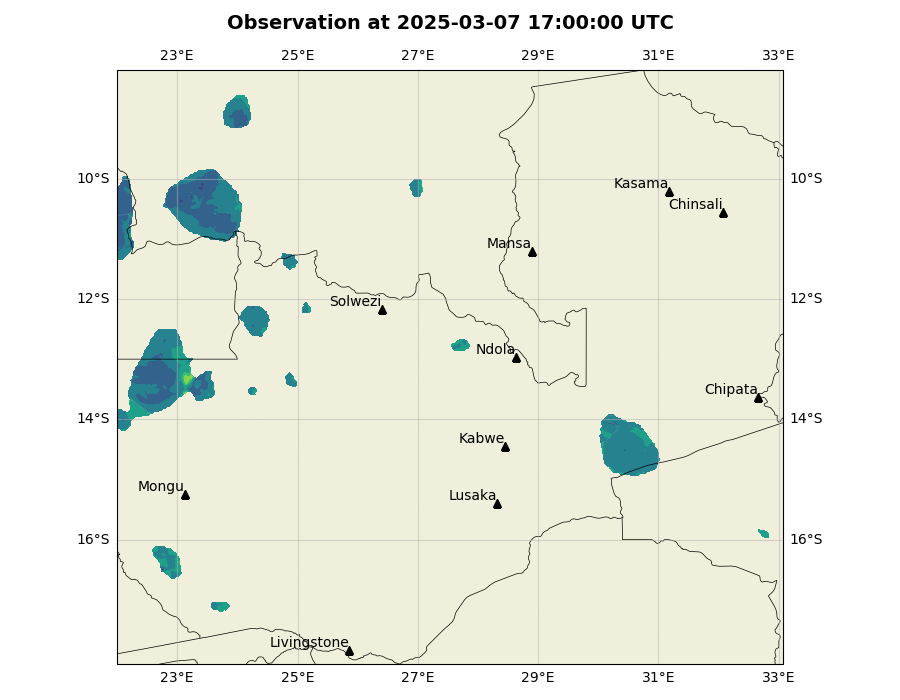 Observation at 2025-03-07 17:00:00 UTC
23°E 25°E 27°E 29°E 31°E 33°E
10°S 10°S
Kasama
Chinsali
Mansa
12°S 12°S
Solwezi
Ndola
Chipata
14°S 14°S
Kabwe
Mongu
Lusaka
16°S 16°S
Livingstone
23°E 25°E 27°E 29°E 31°E 33°E